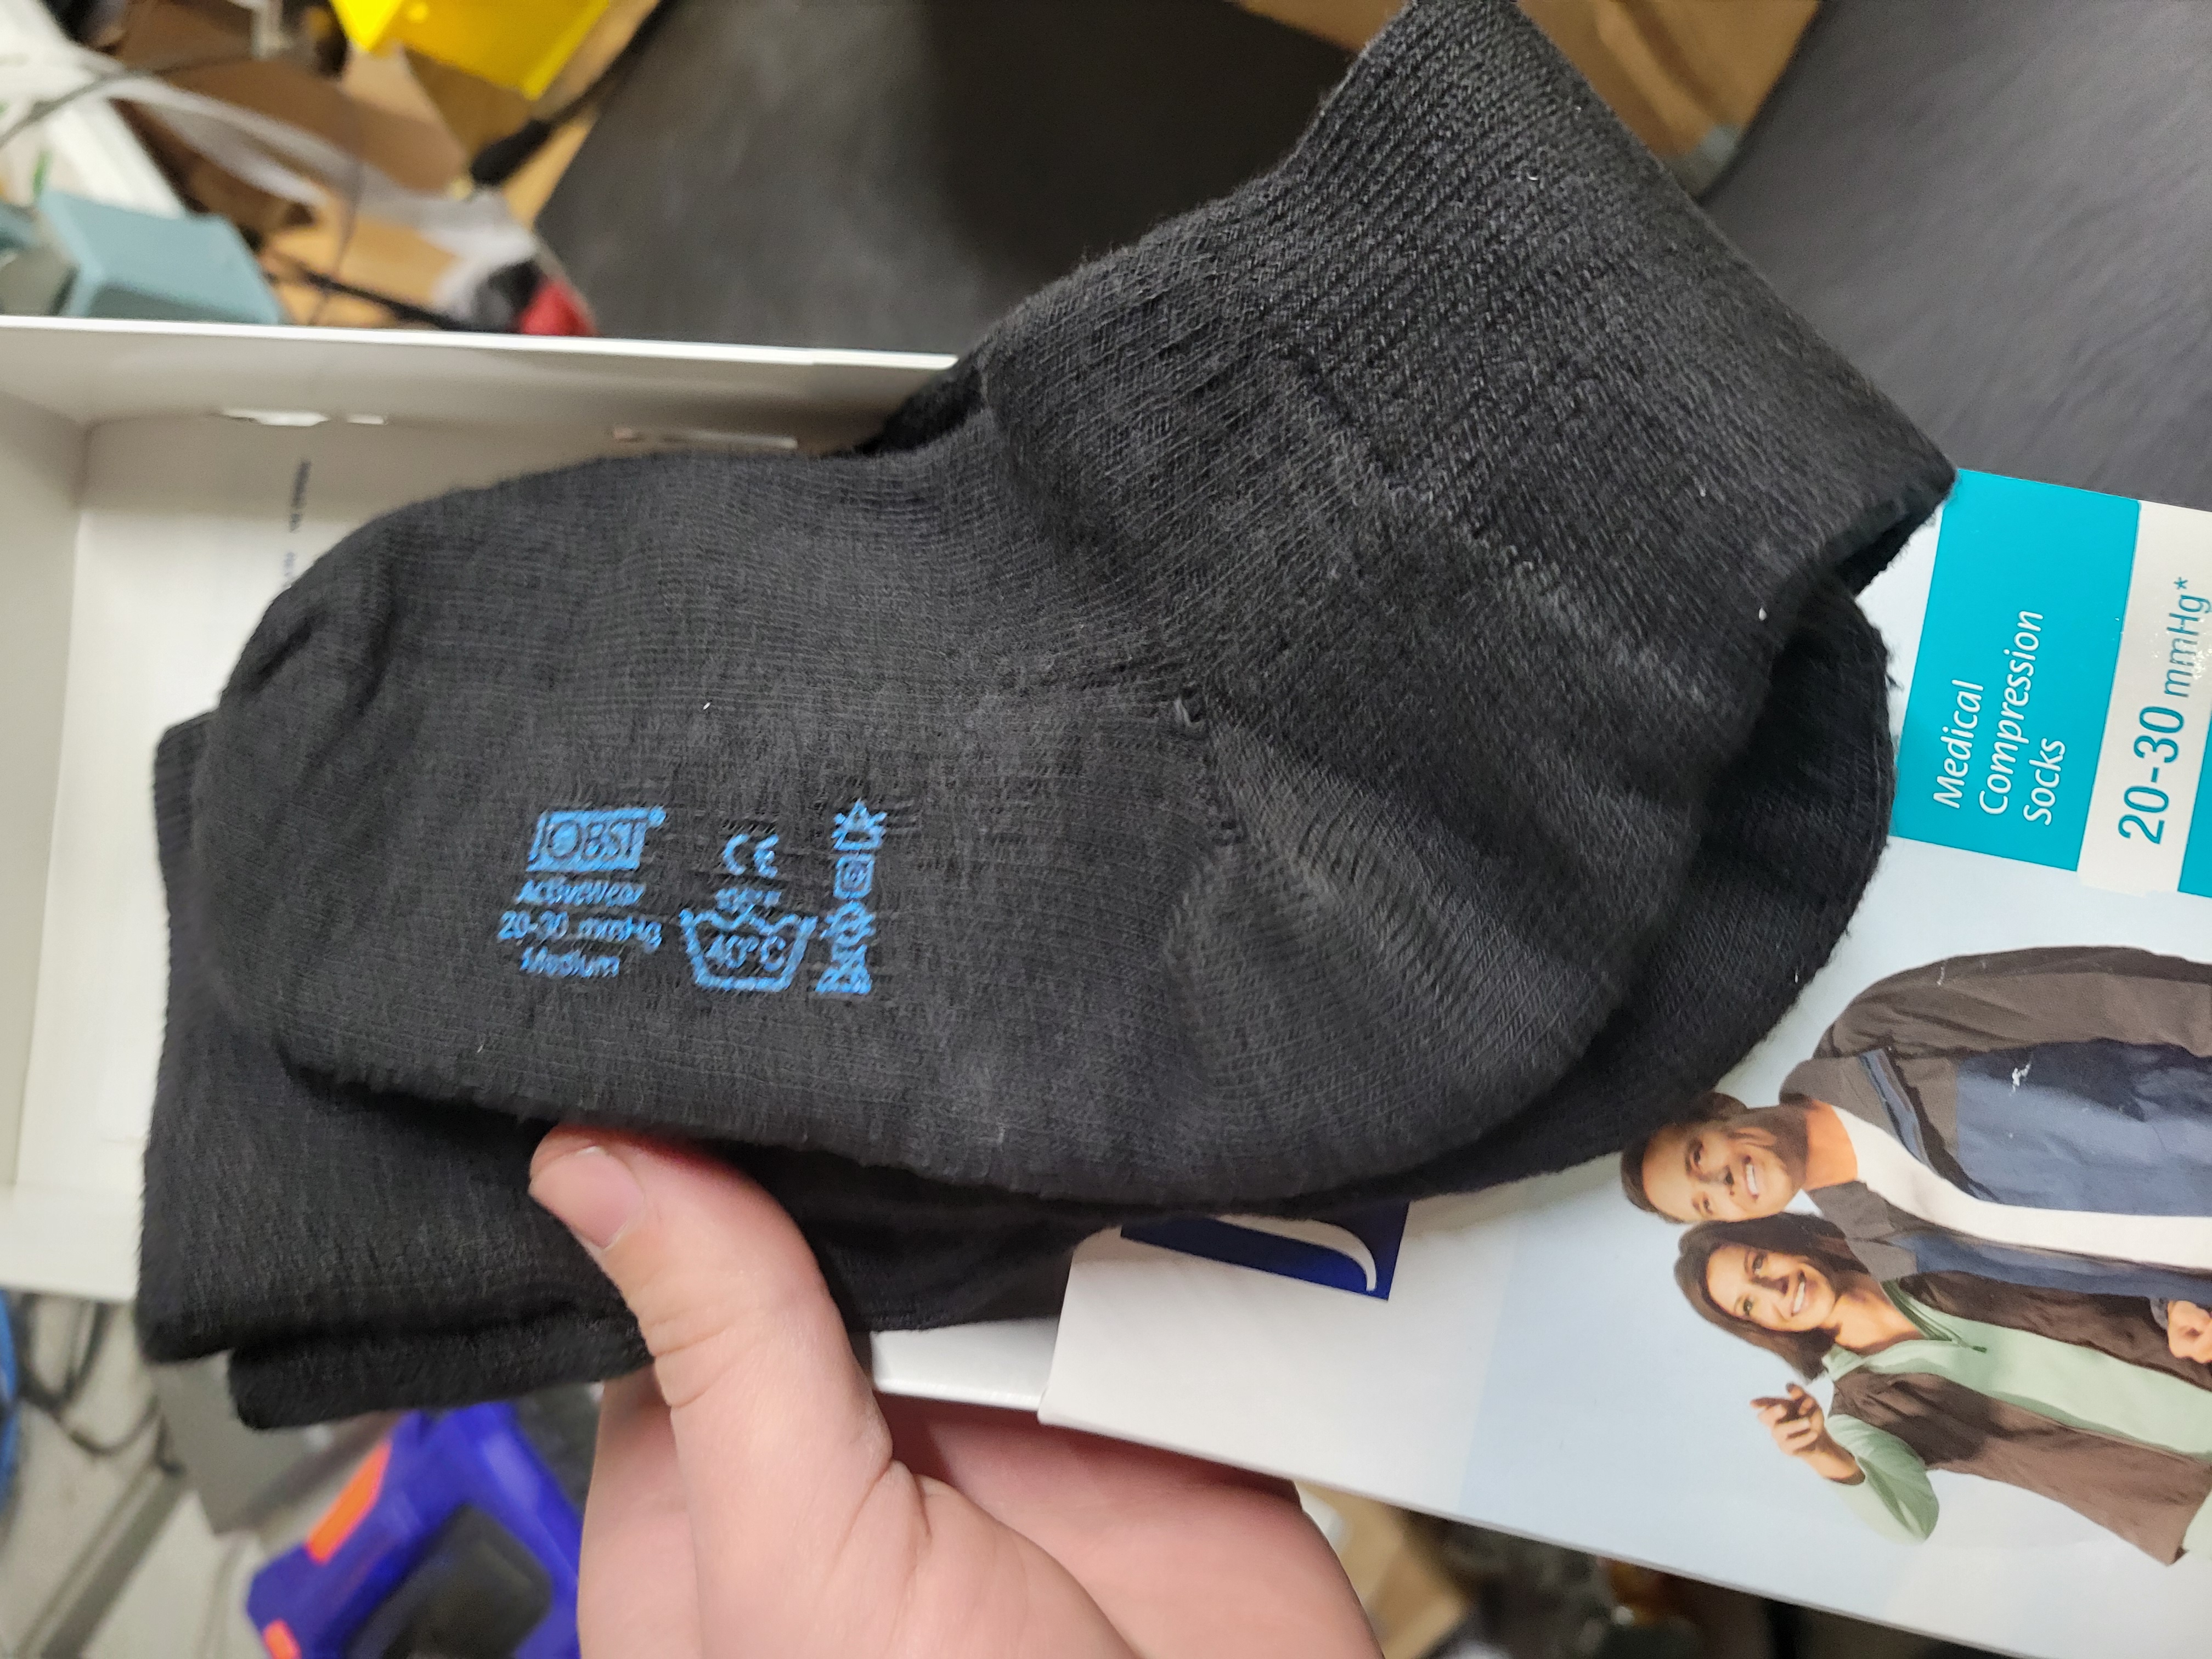 JOBST
ActiveWear
20-30 mmHg
Medium
CE
40°C
Medical
Compression
Socks
20-30 mmHg*
J